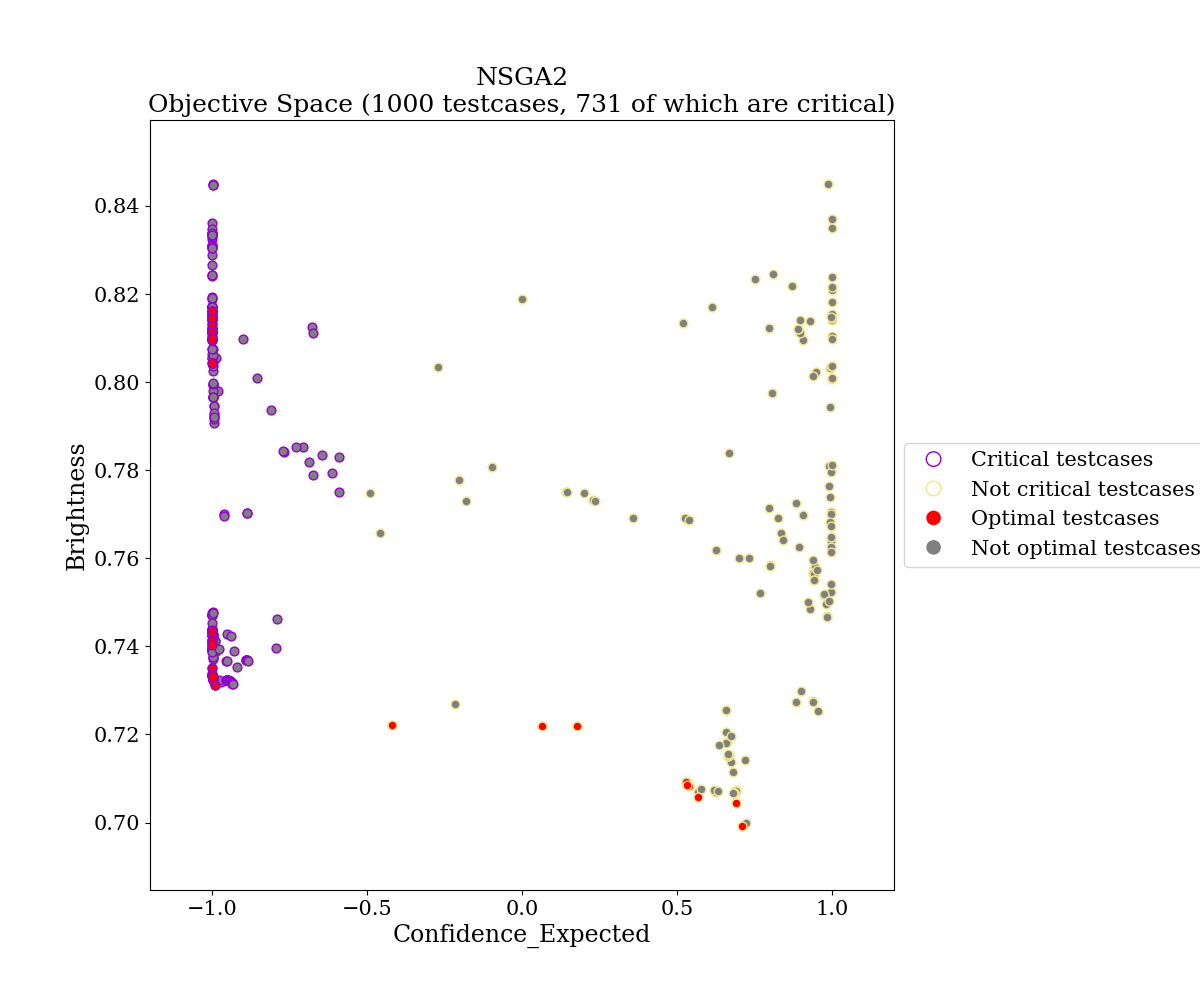 NSGA2
Objective Space (1000 testcases, 731 of which are critical)
Brightness
0.84
0.82
0.80
0.78
0.76
0.74
0.72
0.70
−1.0
−0.5
0.0
0.5
1.0
Confidence_Expected
Critical testcases
Not critical testcases
Optimal testcases
Not optimal testcases